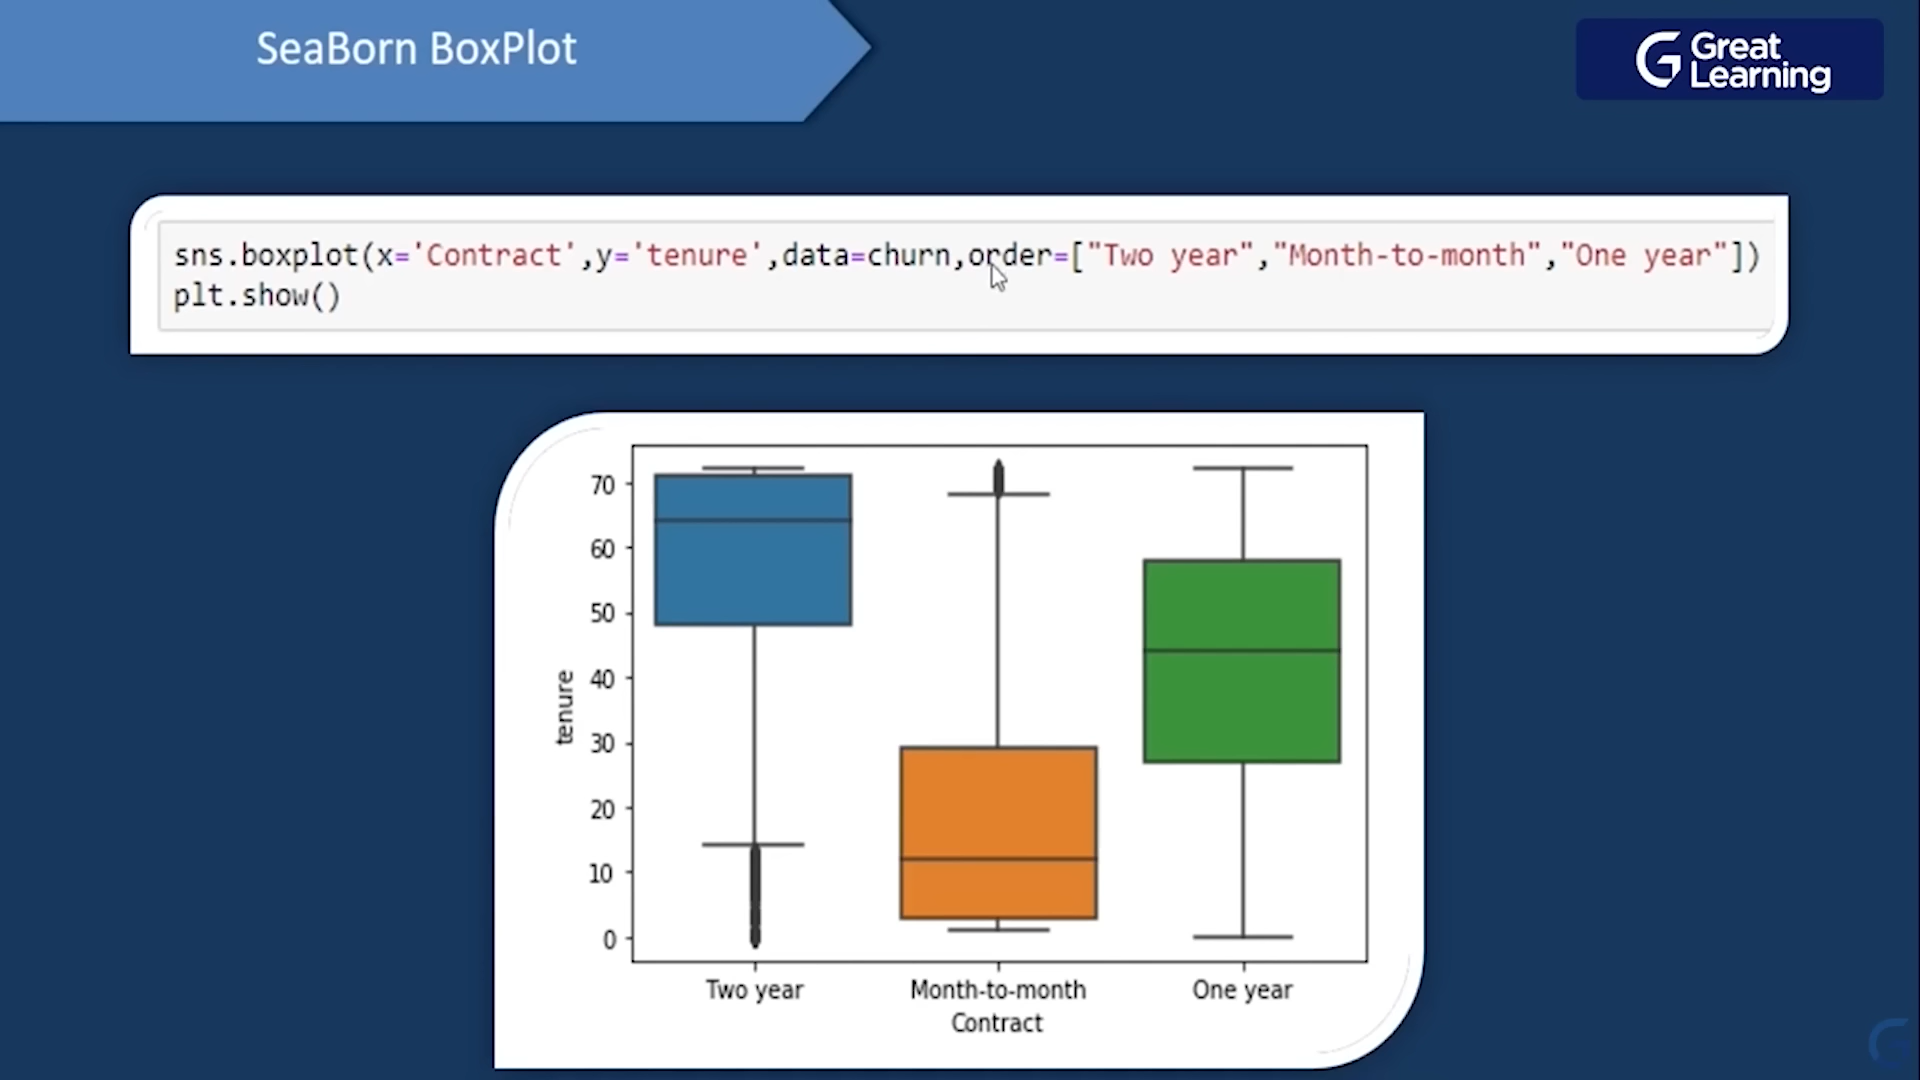 SeaBorn BoxPlot
Great
Learning
sns.boxplot(x='Contract',y='tenure',data=churn,order=["Two year","Month-to-month","One year"])
plt.show()
70
60
50
40
30
20
10
0
tenure
Two year Month-to-month One year
Contract